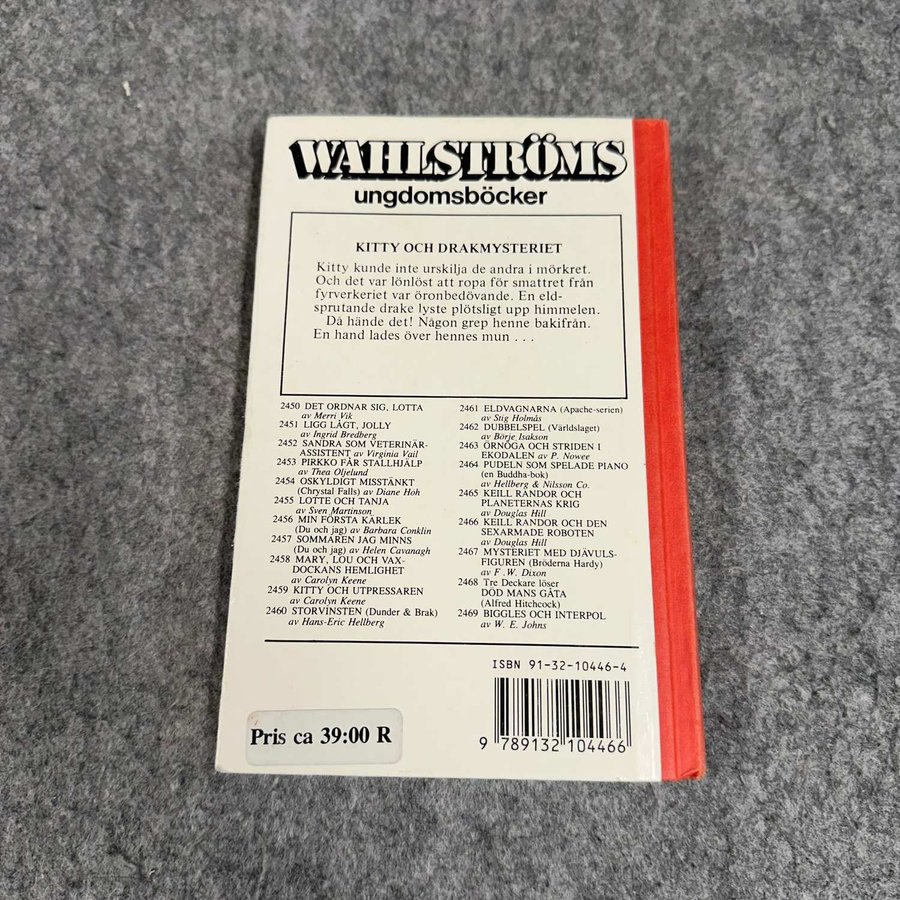 WAHLSTRÖMS
ungdomsböcker
KITTY OCH DRAKMYSTERIET
Kitty kunde inte urskilja de andra i mörkret.
Och det var lönlöst att ropa för smattret från
fyrverkeriet var öronbedövande. En eld-
sprutande drake lyste plötsligt upp himmelen.
Då hände det! Någon grep henne bakifrån.
En hand lades över hennes mun . . .
2450 DET ORDNAR SIG, LOTTA
av Merri Vik
2451 LIGG LÅGT, JOLLY
av Ingrid Bredberg
2452 SANDRA SOM VETERINÄR-
ASSISTENT av Virginia Vail
2453 PIRKKO FÅR STALLHJÄLP
av Thea Oljelund
2454 OSKYLDIGT MISSTÄNKT
(Chrystal Falls) av Diane Hoh
2455 LOTTE OCH TANJA
av Sven Martinson
2456 MIN FÖRSTA KÄRLEK
(Du och jag) av Barbara Conklin
2457 SOMMAREN JAG MINNS
(Du och jag) av Helen Cavanagh
2458 MARY, LOU OCH VAX-
DOCKANS HEMLIGHET
av Carolyn Keene
2459 KITTY OCH UTPRESSAREN
av Carolyn Keene
2460 STORVINSTEN (Dunder & Brak)
av Hans-Eric Hellberg
2461 ELDVAGNARNA (Apache-serien)
av Stig Holmås
2462 DUBBELSPEL (Världslaget)
av Börje Isakson
2463 ÖRNÖGA OCH STRIDEN I
EKODALEN av P. Nowee
2464 PUDELN SOM SPELADE PIANO
(en Buddha-bok)
av Hellberg & Nilsson Co.
2465 KEILL RANDOR OCH
PLANETERNAS KRIG
av Douglas Hill
2466 KEILL RANDOR OCH DEN
SEXARMADE ROBOTEN
av Douglas Hill
2467 MYSTERIET MED DJÄVULS-
FIGUREN (Bröderna Hardy)
av F .W. Dixon
2468 Tre Deckare löser
DÖD MANS GÅTA
(Alfred Hitchcock)
2469 BIGGLES OCH INTERPOL
av W. E. Johns
ISBN 91-32-10446-4
9 789132 104466
Pris ca 39:00 R